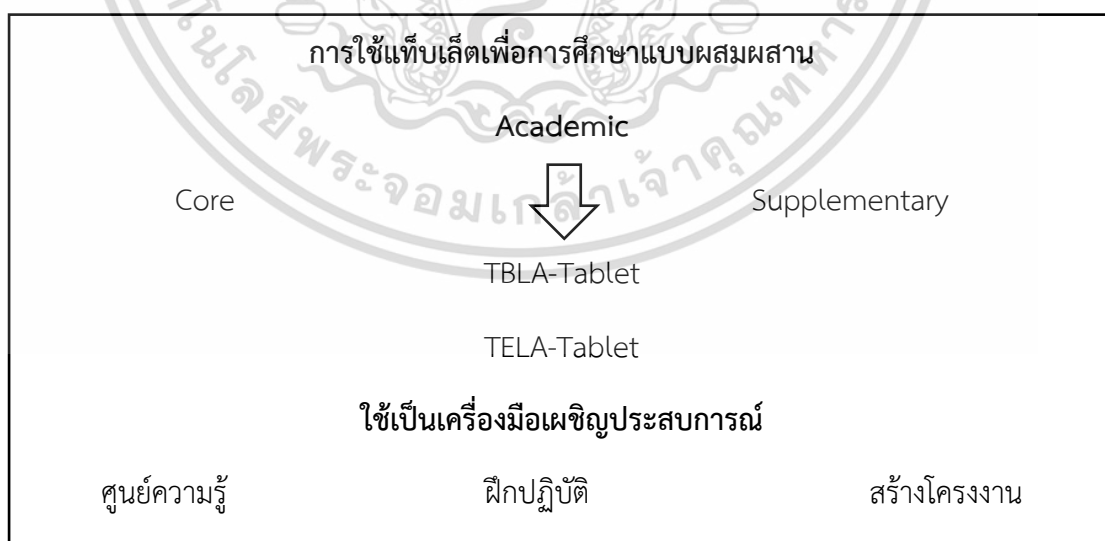 การใช้แท็บเล็ตเพื่อการศึกษาแบบผสมผสาน
Academic
Core Supplementary
TBLA-Tablet
TELA-Tablet
ใช้เป็นเครื่องมือเผชิญประสบการณ์
ศูนย์ความรู้ ฝึกปฏิบัติ สร้างโครงงาน